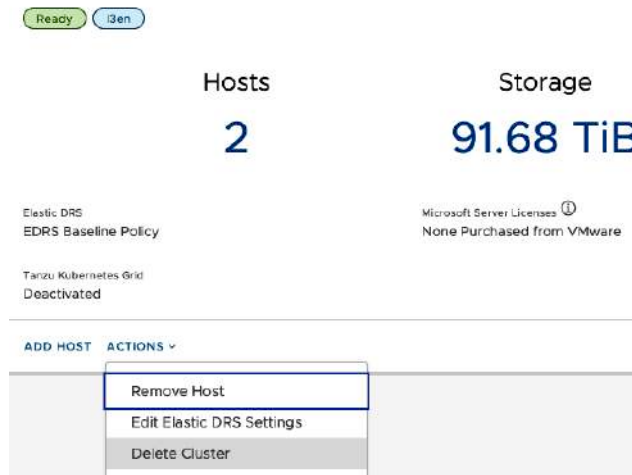 Ready i3en
Hosts Storage
2 91.68 TiB
Elastic DRS Microsoft Server Licenses
EDRS Baseline Policy None Purchased from VMware
Tanzu Kubernetes Grid
Deactivated
ADD HOST ACTIONS
Remove Host
Edit Elastic DRS Settings
Delete Cluster